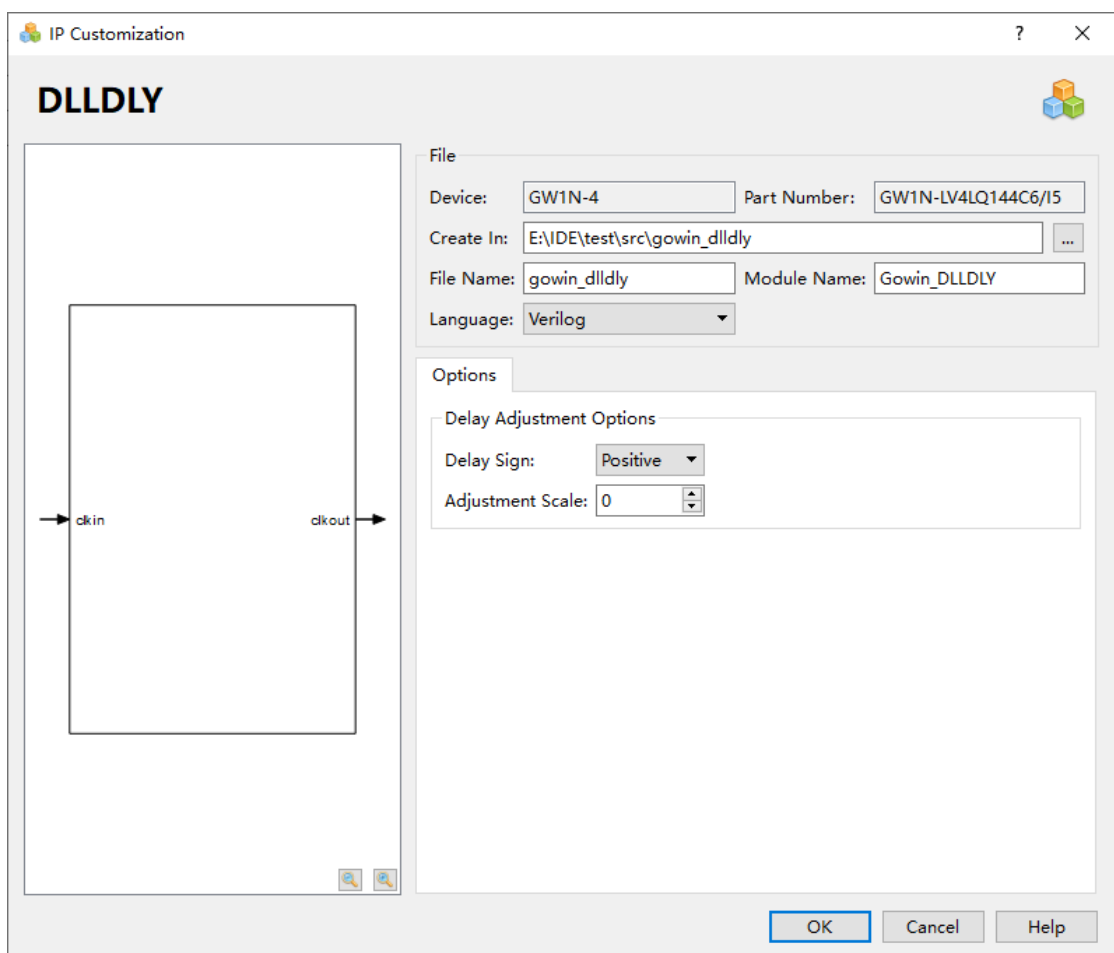 IP Customization ?
DLLDLY
clkin clkout
File
Device: GW1N-4 Part Number: GW1N-LV4LQ144C6/I5
Create In: E:\IDE\test\src\gowin_dlldly ...
File Name: gowin_dlldly Module Name: Gowin_DLLDLY
Language: Verilog
Options
Delay Adjustment Options
Delay Sign: Positive
Adjustment Scale: 0
OK Cancel Help